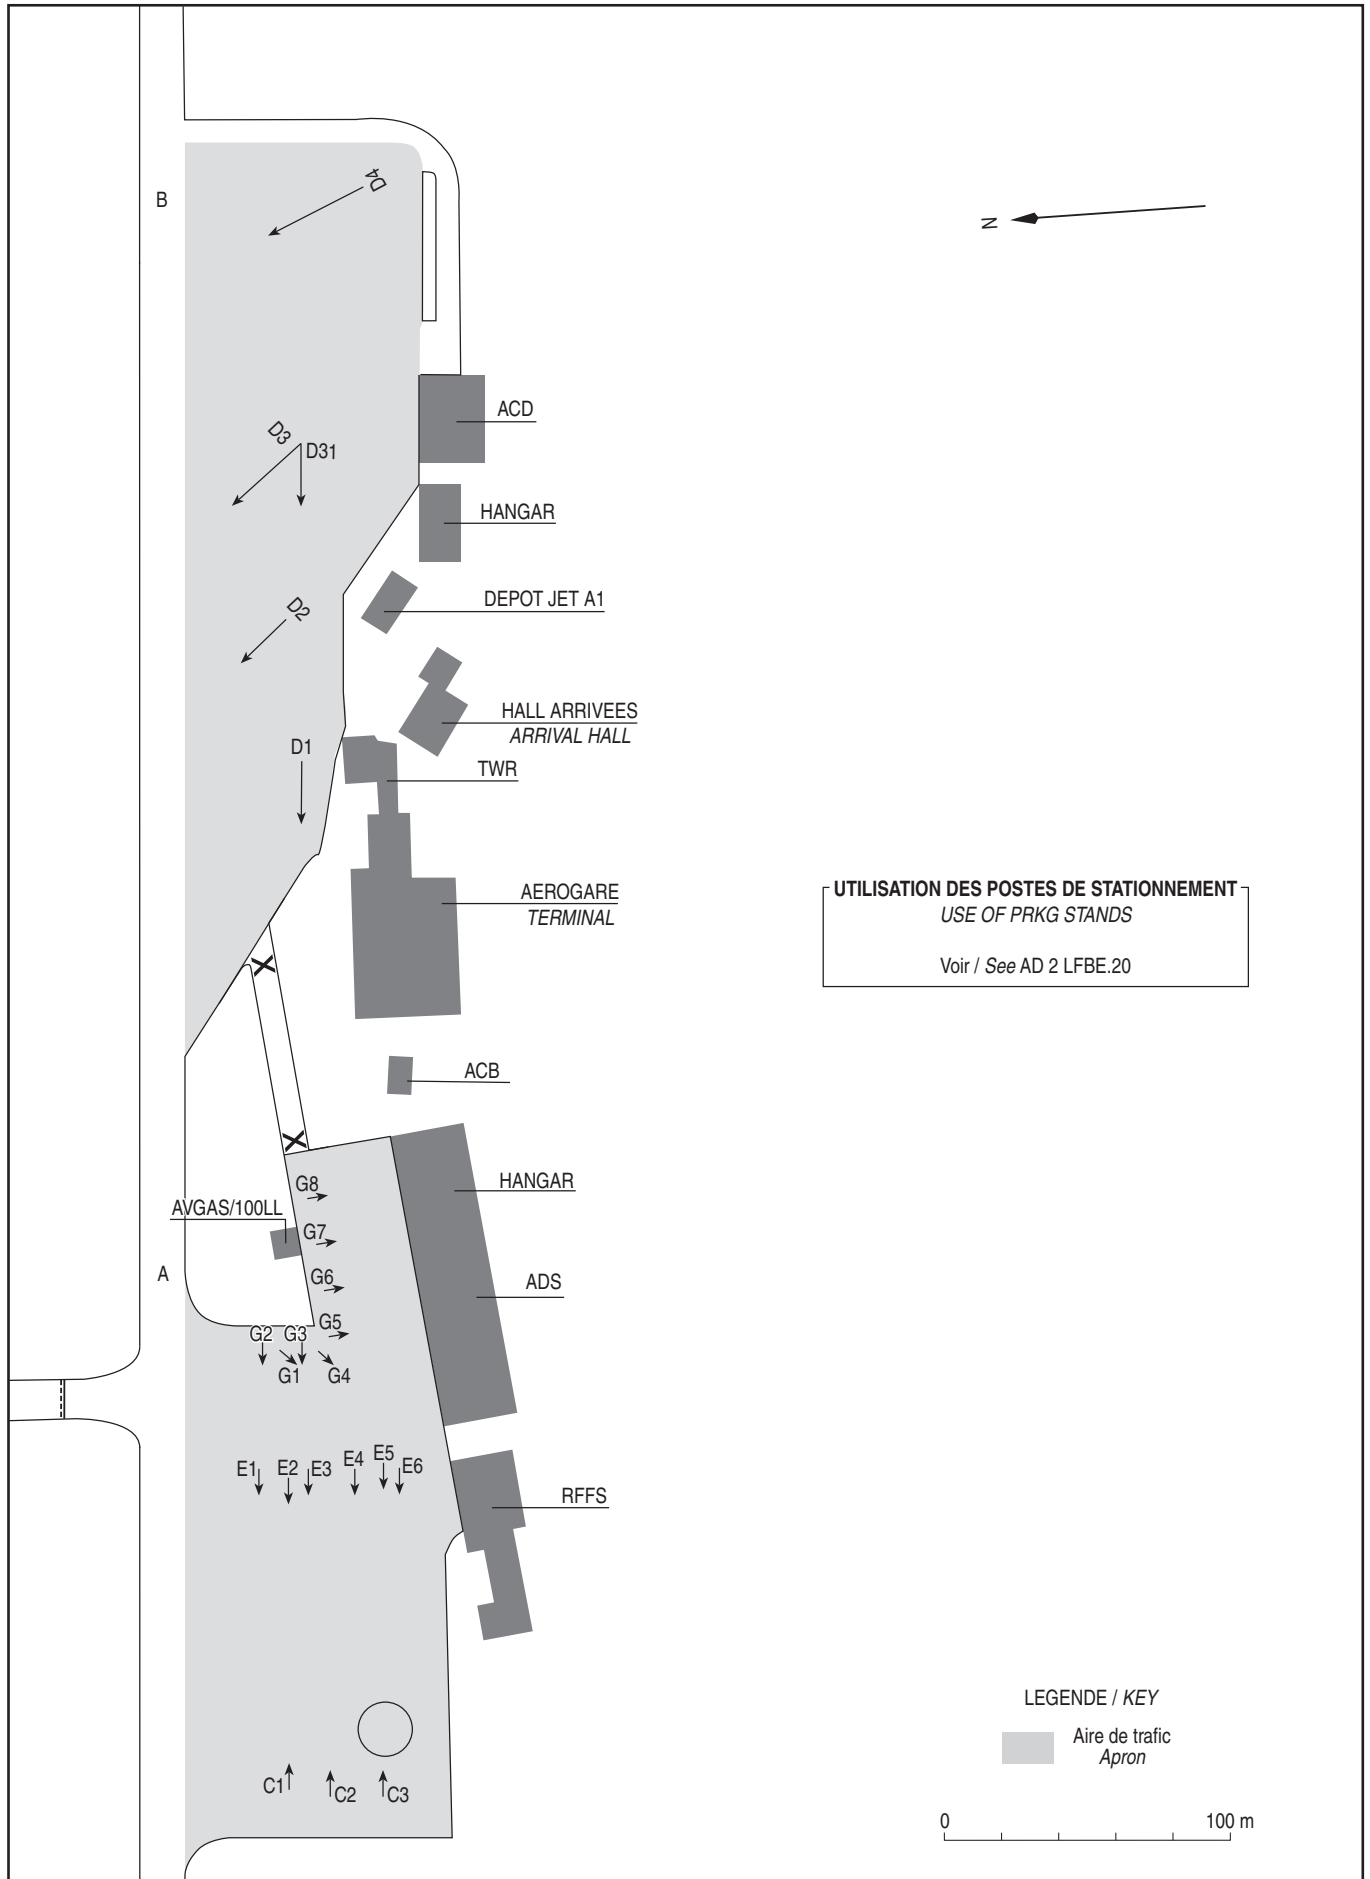 B
D4
N
D3
D31
ACD
HANGAR
DEPOT JET A1
D2
HALL ARRIVEES
ARRIVAL HALL
D1
TWR
AEROGARE
TERMINAL
UTILISATION DES POSTES DE STATIONNEMENT
USE OF PRKG STANDS
Voir / See AD 2 LFBE.20
X
ACB
X
HANGAR
G8
AVGAS/100LL
G7
A
G6
ADS
G5
G2
G3
G1
G4
E1
E2
E3
E4
E5
E6
RFFS
LEGENDE / KEY
Aire de trafic
Apron
C1
C2
C3
0
100 m